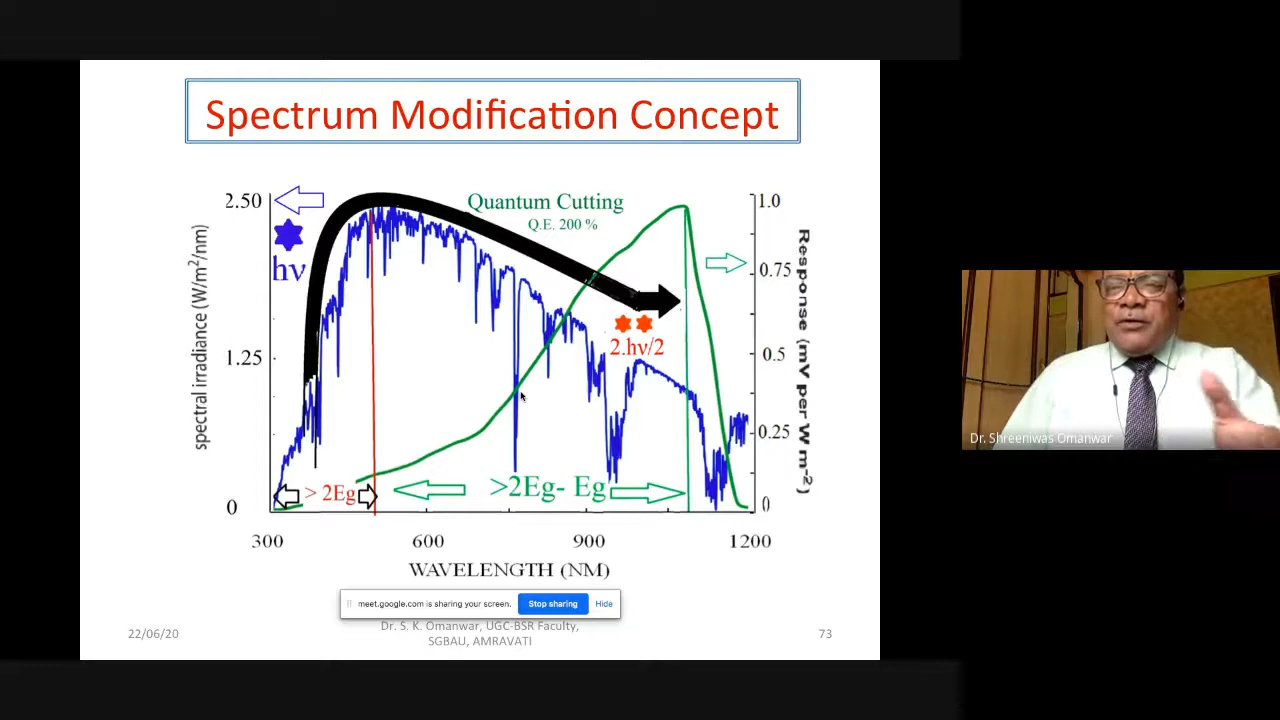 Spectrum Modification Concept
2.50
1.25
0
spectral irradiance (W/m²/nm)
hν
Quantum Cutting
Q.E. 200 %
2.hν/2
> 2Eg
>2Eg- Eg
1.0
0.75
0.5
0.25
0
Response (mV per W m⁻²)
300 600 900 1200
WAVELENGTH (NM)
meet.google.com is sharing your screen. Stop sharing Hide
22/06/20
Dr. S. K. Omanwar, UGC-BSR Faculty,
SGBAU, AMRAVATI
73
Dr. Shreeniwas Omanwar